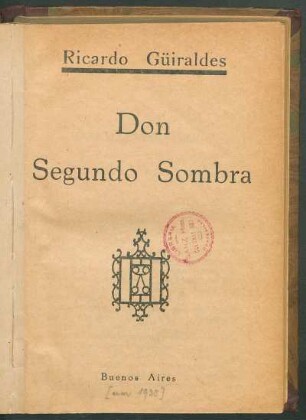 Ricardo Güiraldes
Don
Segundo Sombra
Buenos Aires